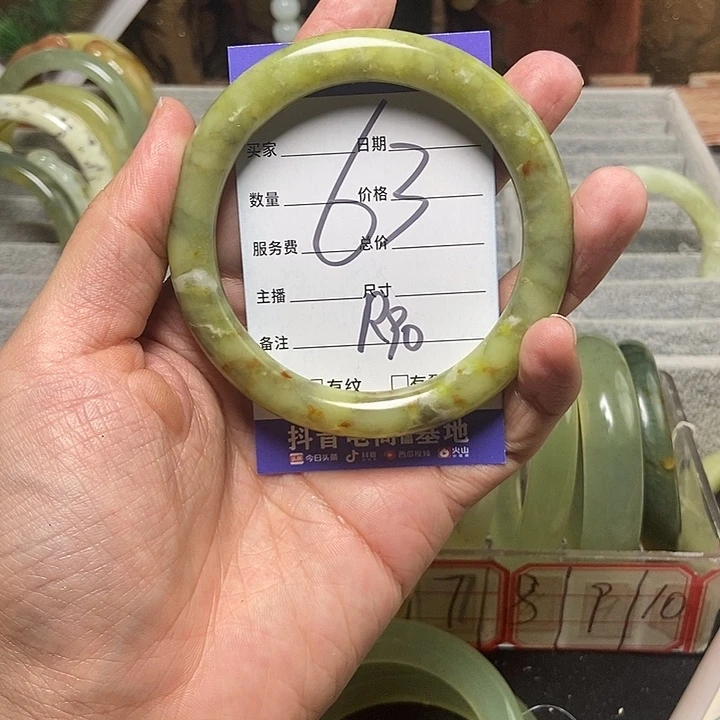 买家 日期
63
数量 价格
服务费 总价
主播 尺寸
备注
有纹
抖音电商 基地
今日头条 抖音 西瓜视频 火山
7 8 9 10